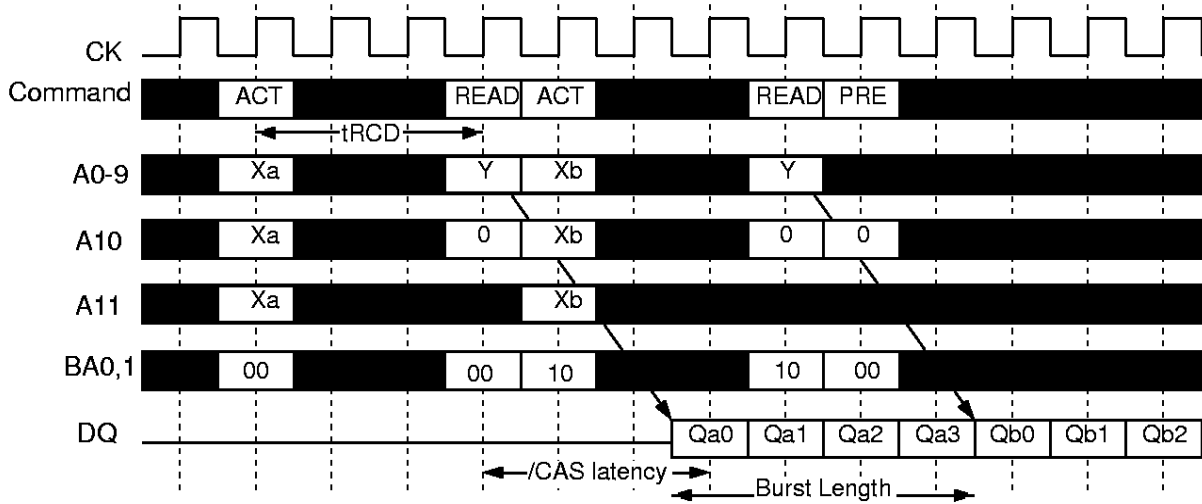 CK
Command ACT READ ACT READ PRE
tRCD
A0-9 Xa Y Xb Y
A10 Xa 0 Xb 0 0
A11 Xa Xb
BA0,1 00 00 10 10 00
DQ Qa0 Qa1 Qa2 Qa3 Qb0 Qb1 Qb2
/CAS latency
Burst Length